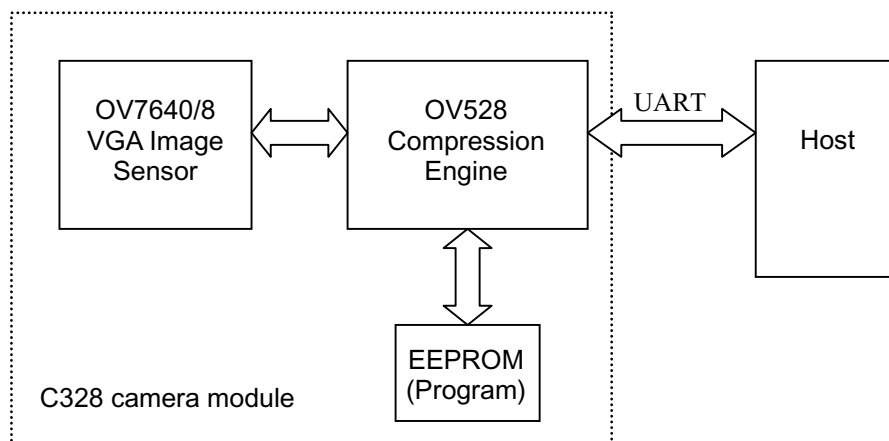 OV7640/8
VGA Image
Sensor
OV528
Compression
Engine
UART
Host
EEPROM
(Program)
C328 camera module